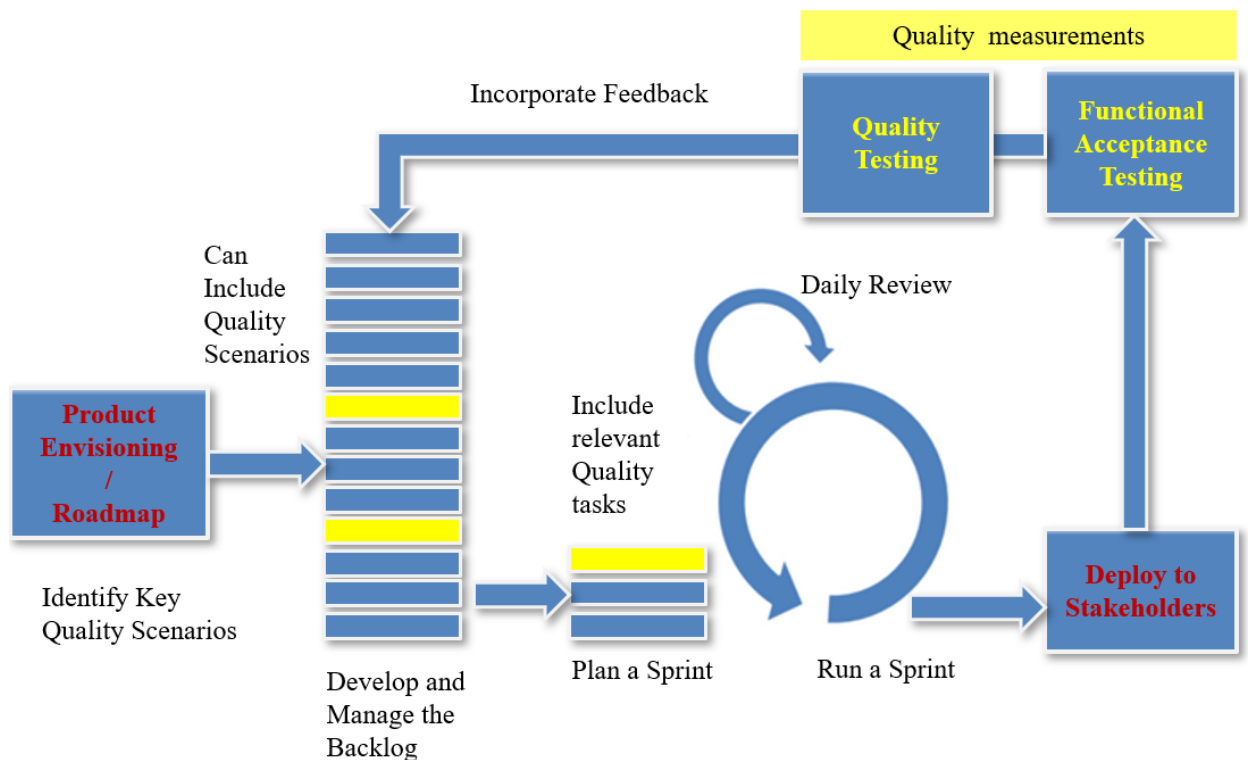 Quality measurements
Incorporate Feedback
Quality
Testing
Functional
Acceptance
Testing
Can
Include
Quality
Scenarios
Daily Review
Product
Envisioning
/
Roadmap
Include
relevant
Quality
tasks
Identify Key
Quality Scenarios
Deploy to
Stakeholders
Plan a Sprint
Run a Sprint
Develop and
Manage the
Backlog